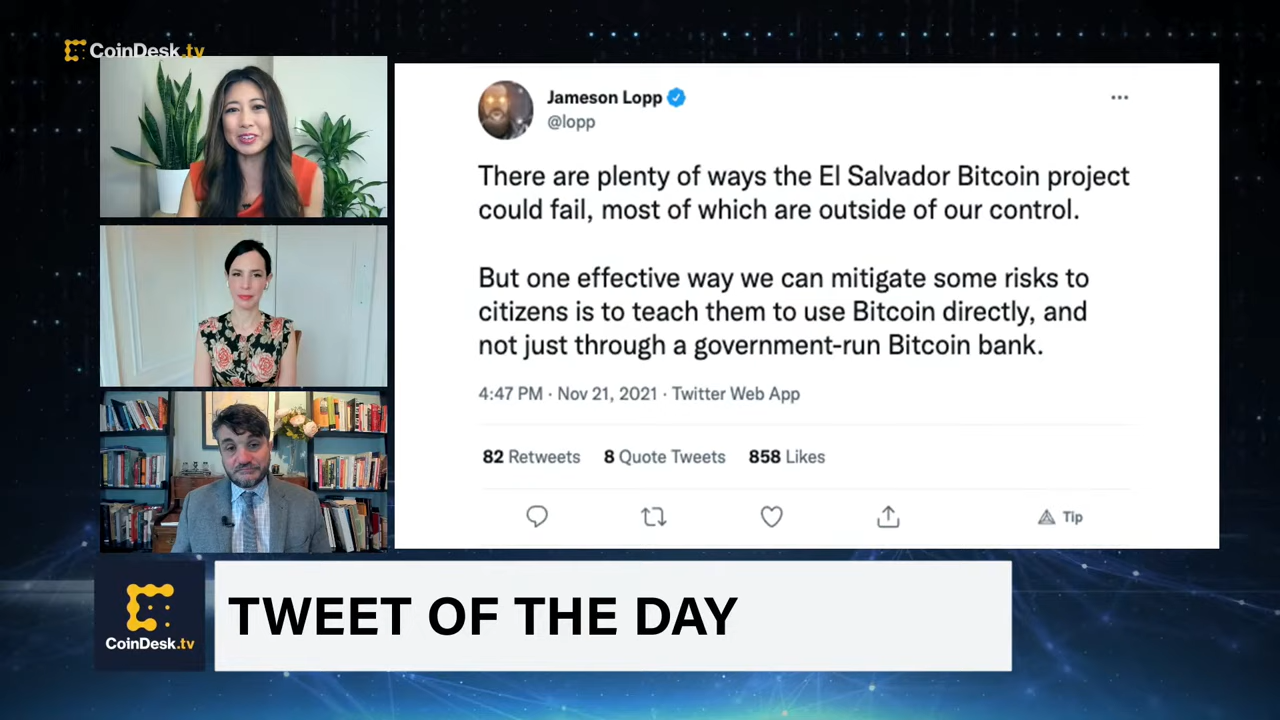 CoinDesk.tv
Jameson Lopp
@lopp
There are plenty of ways the El Salvador Bitcoin project
could fail, most of which are outside of our control.
But one effective way we can mitigate some risks to
citizens is to teach them to use Bitcoin directly, and
not just through a government-run Bitcoin bank.
4:47 PM · Nov 21, 2021 · Twitter Web App
82 Retweets 8 Quote Tweets 858 Likes
Tip
TWEET OF THE DAY
CoinDesk.tv